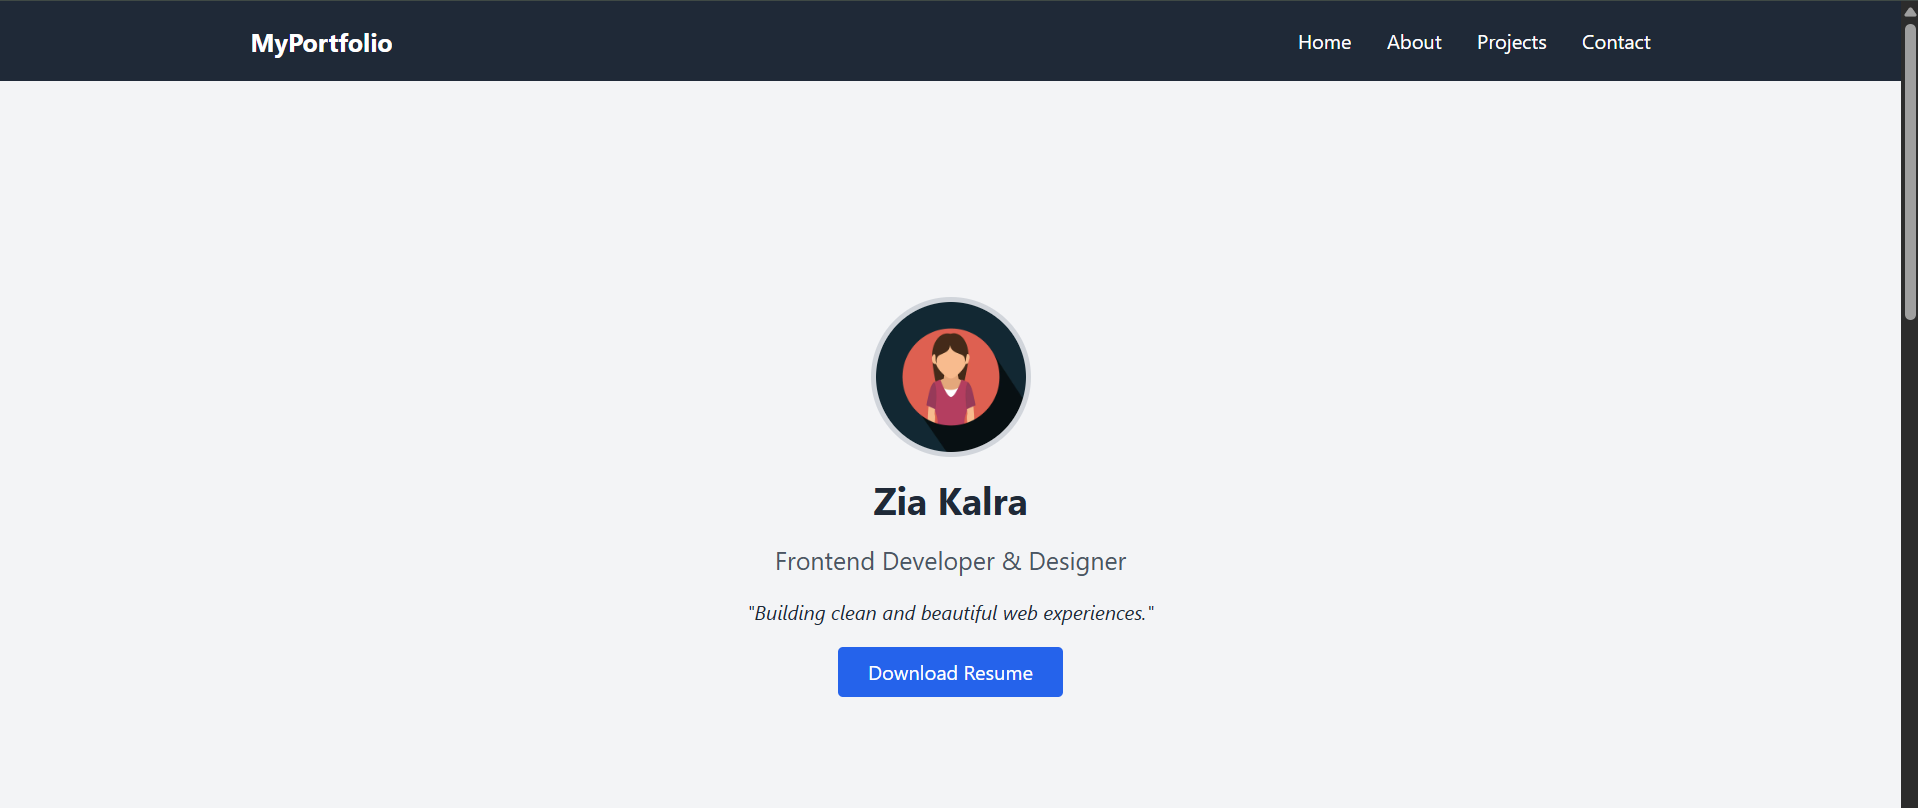 MyPortfolio
Home About Projects Contact
Zia Kalra
Frontend Developer & Designer
"Building clean and beautiful web experiences."
Download Resume